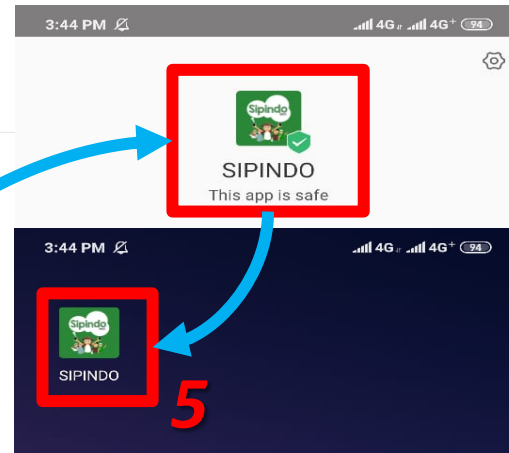 3:44 PM 4G 4G+ 94
Sipindo
SIPINDO
This app is safe
3:44 PM 4G 4G+ 94
Sipindo
SIPINDO
5